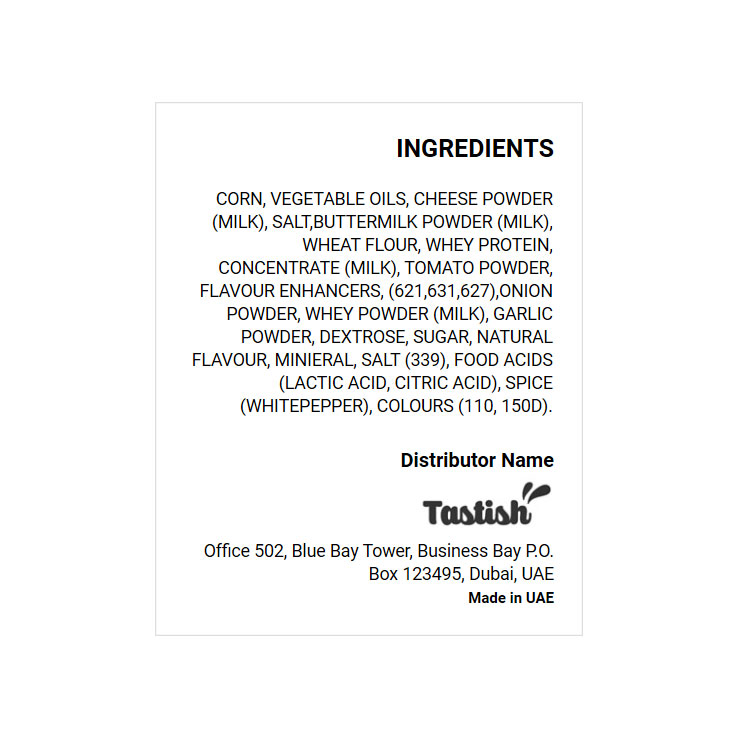 INGREDIENTS
CORN, VEGETABLE OILS, CHEESE POWDER
(MILK), SALT,BUTTERMILK POWDER (MILK),
WHEAT FLOUR, WHEY PROTEIN,
CONCENTRATE (MILK), TOMATO POWDER,
FLAVOUR ENHANCERS, (621,631,627),ONION
POWDER, WHEY POWDER (MILK), GARLIC
POWDER, DEXTROSE, SUGAR, NATURAL
FLAVOUR, MINIERAL, SALT (339), FOOD ACIDS
(LACTIC ACID, CITRIC ACID), SPICE
(WHITEPEPPER), COLOURS (110, 150D).
Distributor Name
Tastish
Office 502, Blue Bay Tower, Business Bay P.O.
Box 123495, Dubai, UAE
Made in UAE